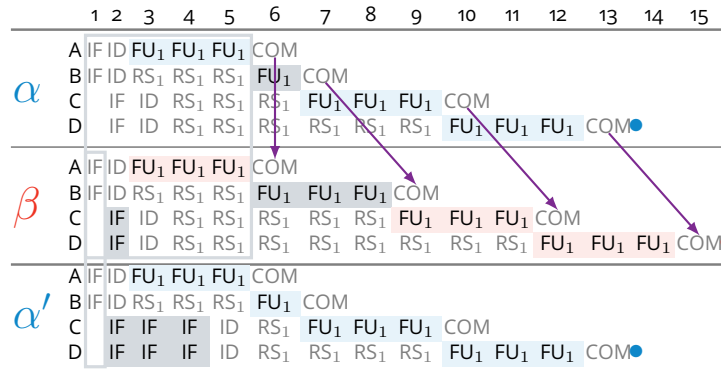 1 2 3 4 5 6 7 8 9 10 11 12 13 14 15
α
A IF ID FU₁ FU₁ FU₁ COM
B IF ID RS₁ RS₁ RS₁ FU₁ COM
C IF ID RS₁ RS₁ RS₁ FU₁ FU₁ FU₁ COM
D IF ID RS₁ RS₁ RS₁ RS₁ RS₁ RS₁ FU₁ FU₁ FU₁ COM
β
A IF ID FU₁ FU₁ FU₁ COM
B IF ID RS₁ RS₁ RS₁ FU₁ FU₁ FU₁ COM
C IF ID RS₁ RS₁ RS₁ RS₁ RS₁ FU₁ FU₁ FU₁ COM
D IF ID RS₁ RS₁ RS₁ RS₁ RS₁ RS₁ RS₁ RS₁ FU₁ FU₁ FU₁ COM
α′
A IF ID FU₁ FU₁ FU₁ COM
B IF ID RS₁ RS₁ RS₁ FU₁ COM
C IF IF IF ID RS₁ FU₁ FU₁ FU₁ COM
D IF IF IF ID RS₁ RS₁ RS₁ RS₁ FU₁ FU₁ FU₁ COM